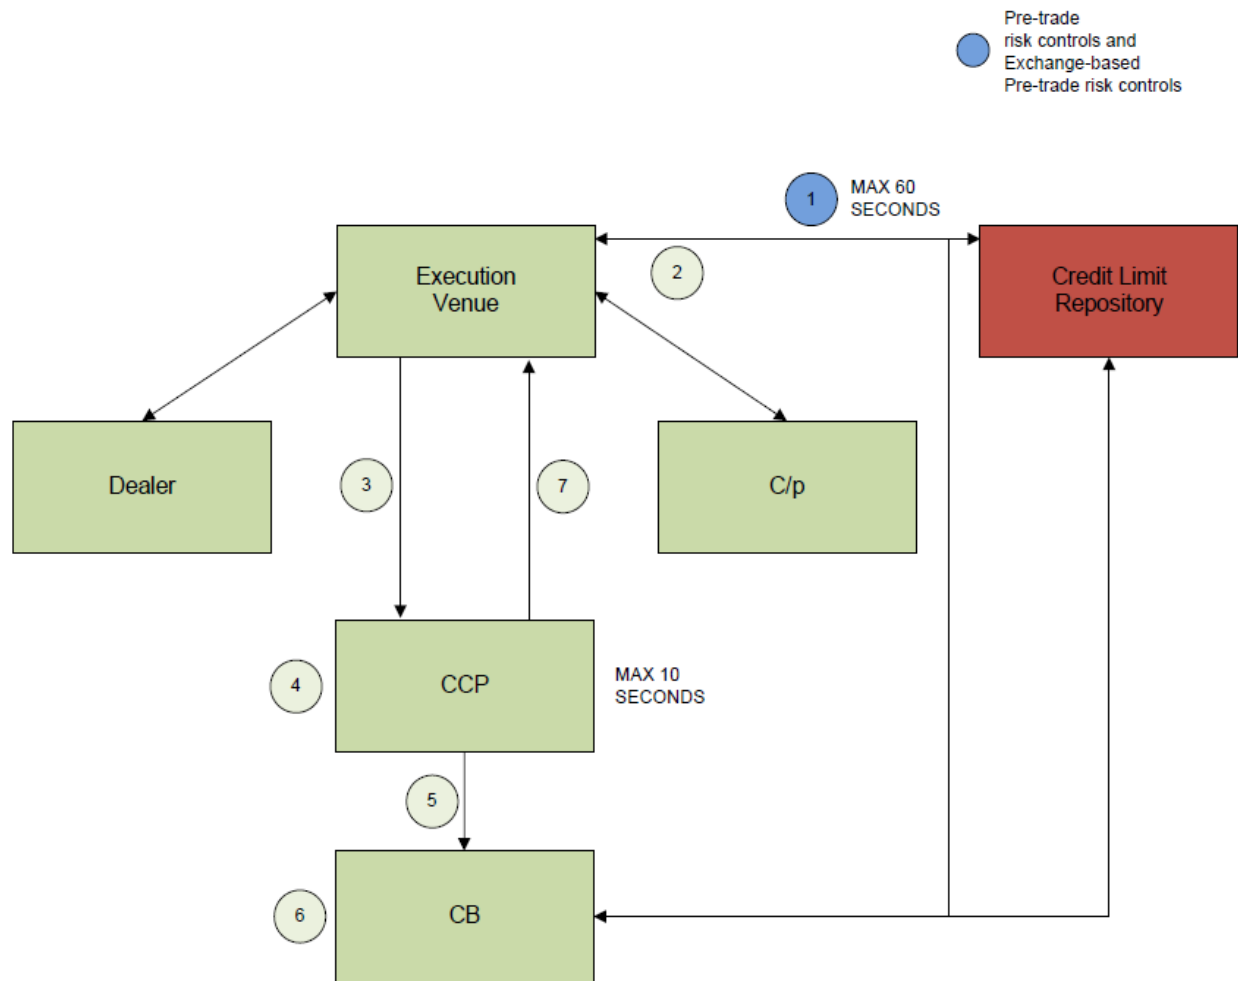 Pre-trade
risk controls and
Exchange-based
Pre-trade risk controls
1
MAX 60
SECONDS
Execution
Venue
2
Credit Limit
Repository
Dealer
3
7
C/p
4
CCP
MAX 10
SECONDS
5
6
CB